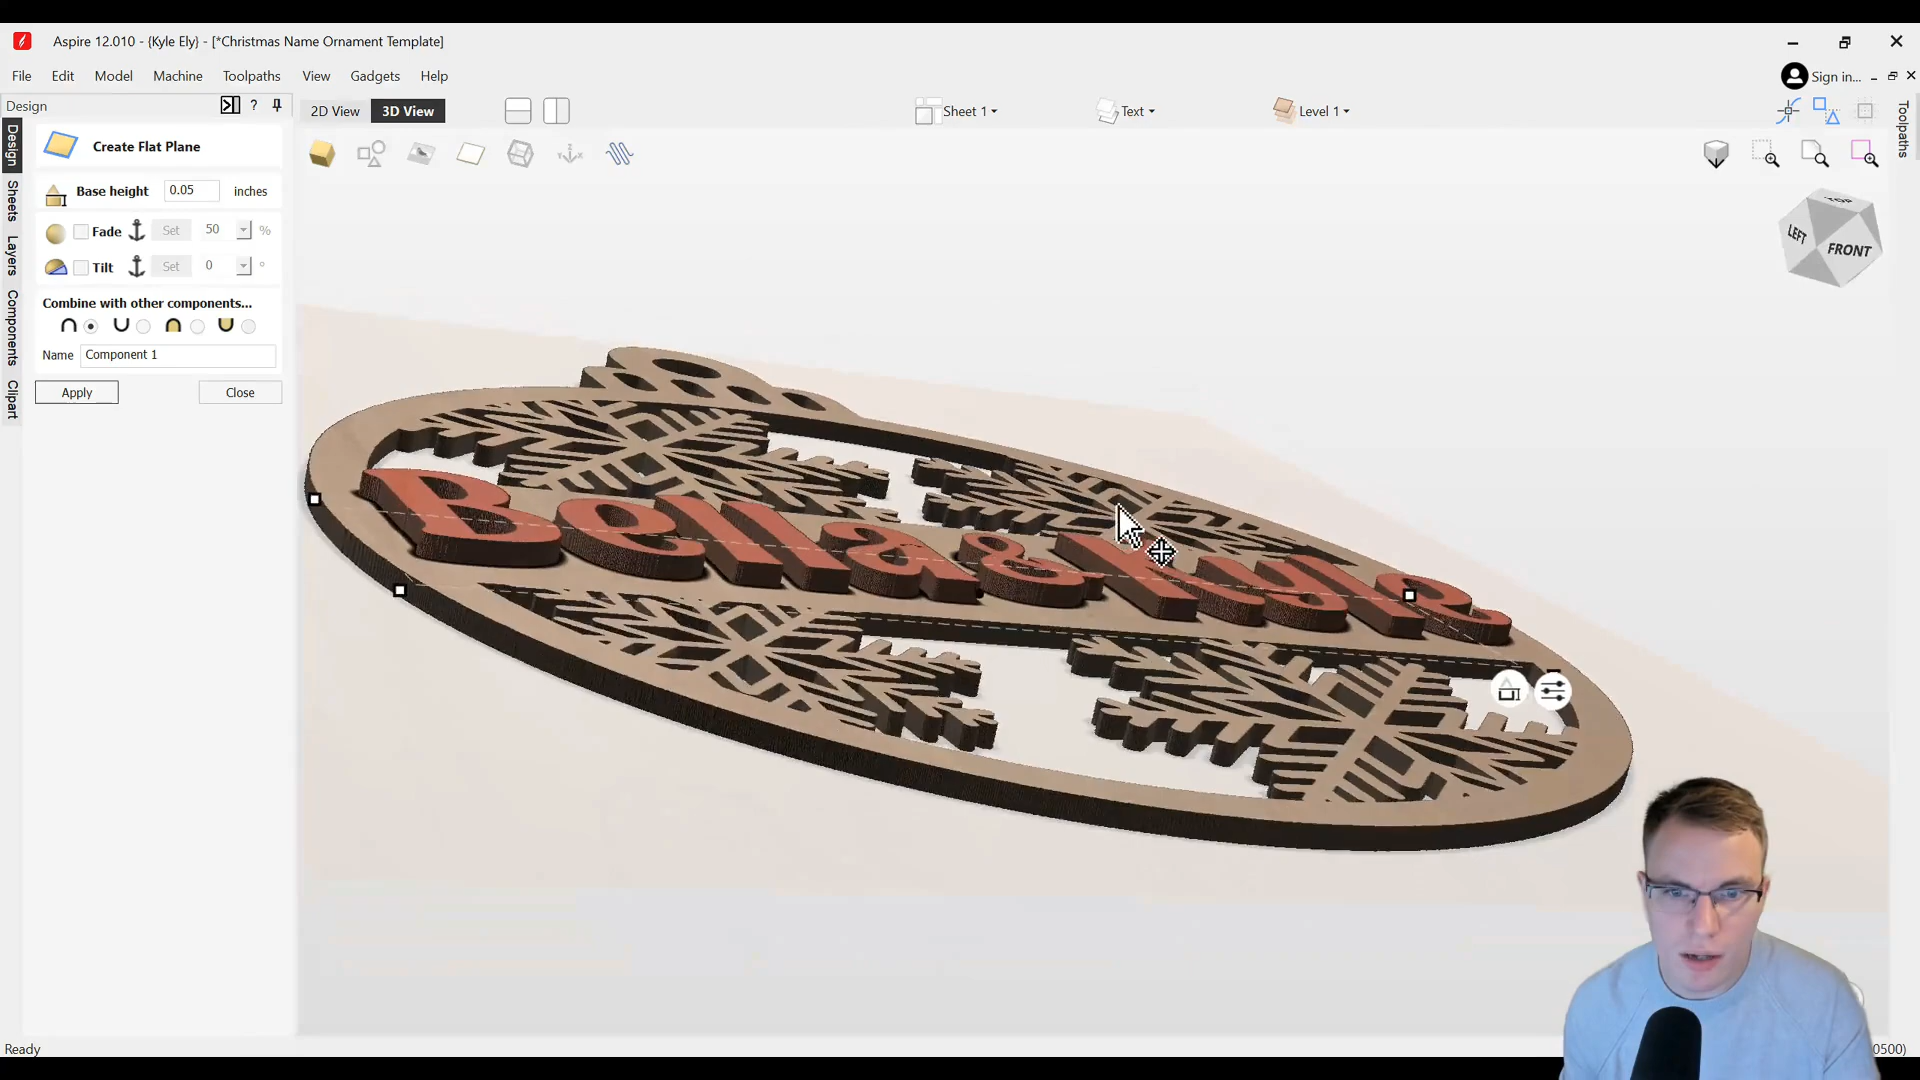 Aspire 12.010 - {Kyle Ely} - [*Christmas Name Ornament Template]
File Edit Model Machine Toolpaths View Gadgets Help
Sign in...
Design ?
2D View 3D View Sheet 1 Text Level 1
Design
Sheets
Layers
Components
Clipart
Toolpaths
Create Flat Plane
Base height 0.05 inches
Fade Set 50 %
Tilt Set 0 °
Combine with other components...
Name Component 1
Apply Close
TOP
LEFT FRONT
Bella & Kyle
Ready
0500)